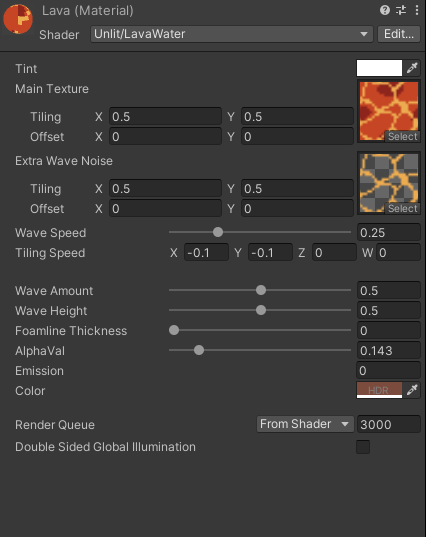 Lava (Material)
Shader Unlit/LavaWater Edit...
Tint
Main Texture
Tiling X 0.5 Y 0.5
Offset X 0 Y 0
Select
Extra Wave Noise
Tiling X 0.5 Y 0.5
Offset X 0 Y 0
Select
Wave Speed 0.25
Tiling Speed X -0.1 Y -0.1 Z 0 W 0
Wave Amount 0.5
Wave Height 0.5
Foamline Thickness 0
AlphaVal 0.143
Emission 0
Color HDR
Render Queue From Shader 3000
Double Sided Global Illumination